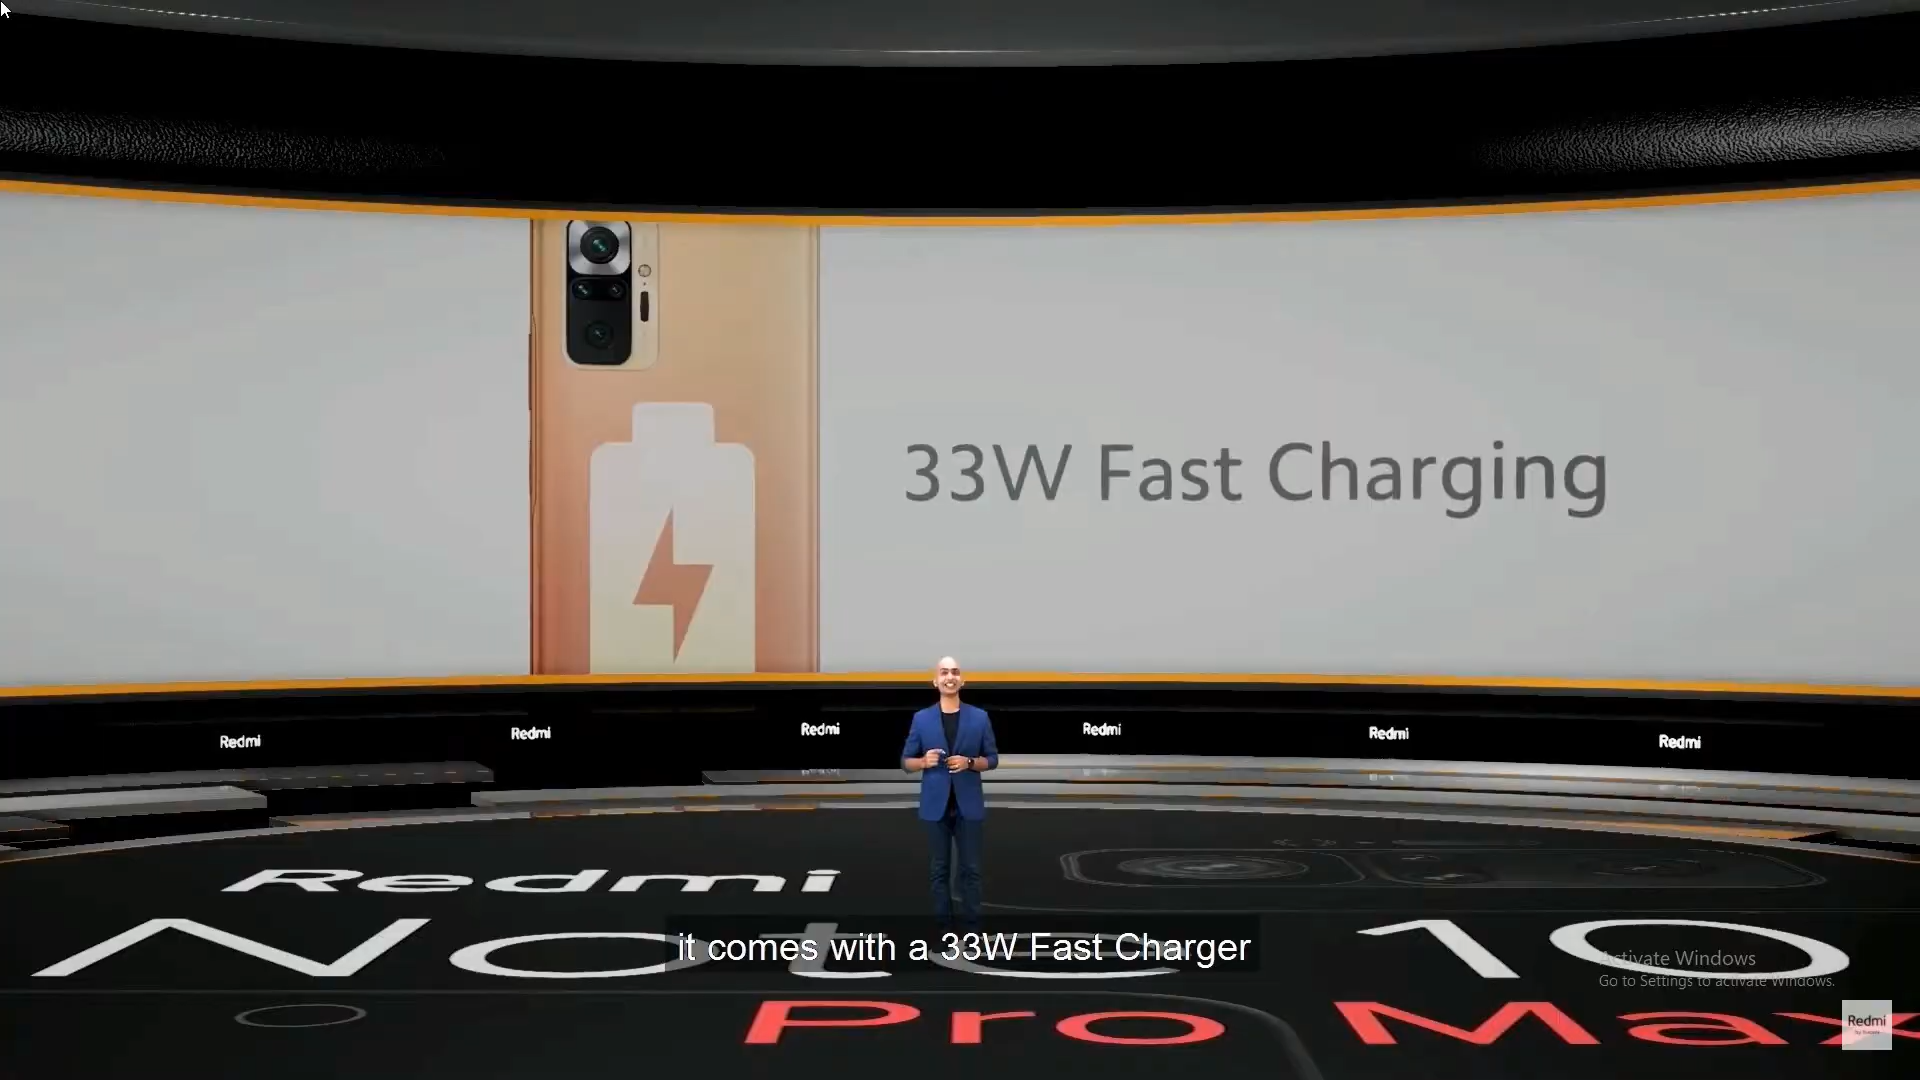 33W Fast Charging
Redmi
Redmi
Redmi
Redmi
Redmi
Redmi
Redmi
Note 10
it comes with a 33W Fast Charger
Activate Windows
Go to Settings to activate Windows.
Pro Max
Redmi